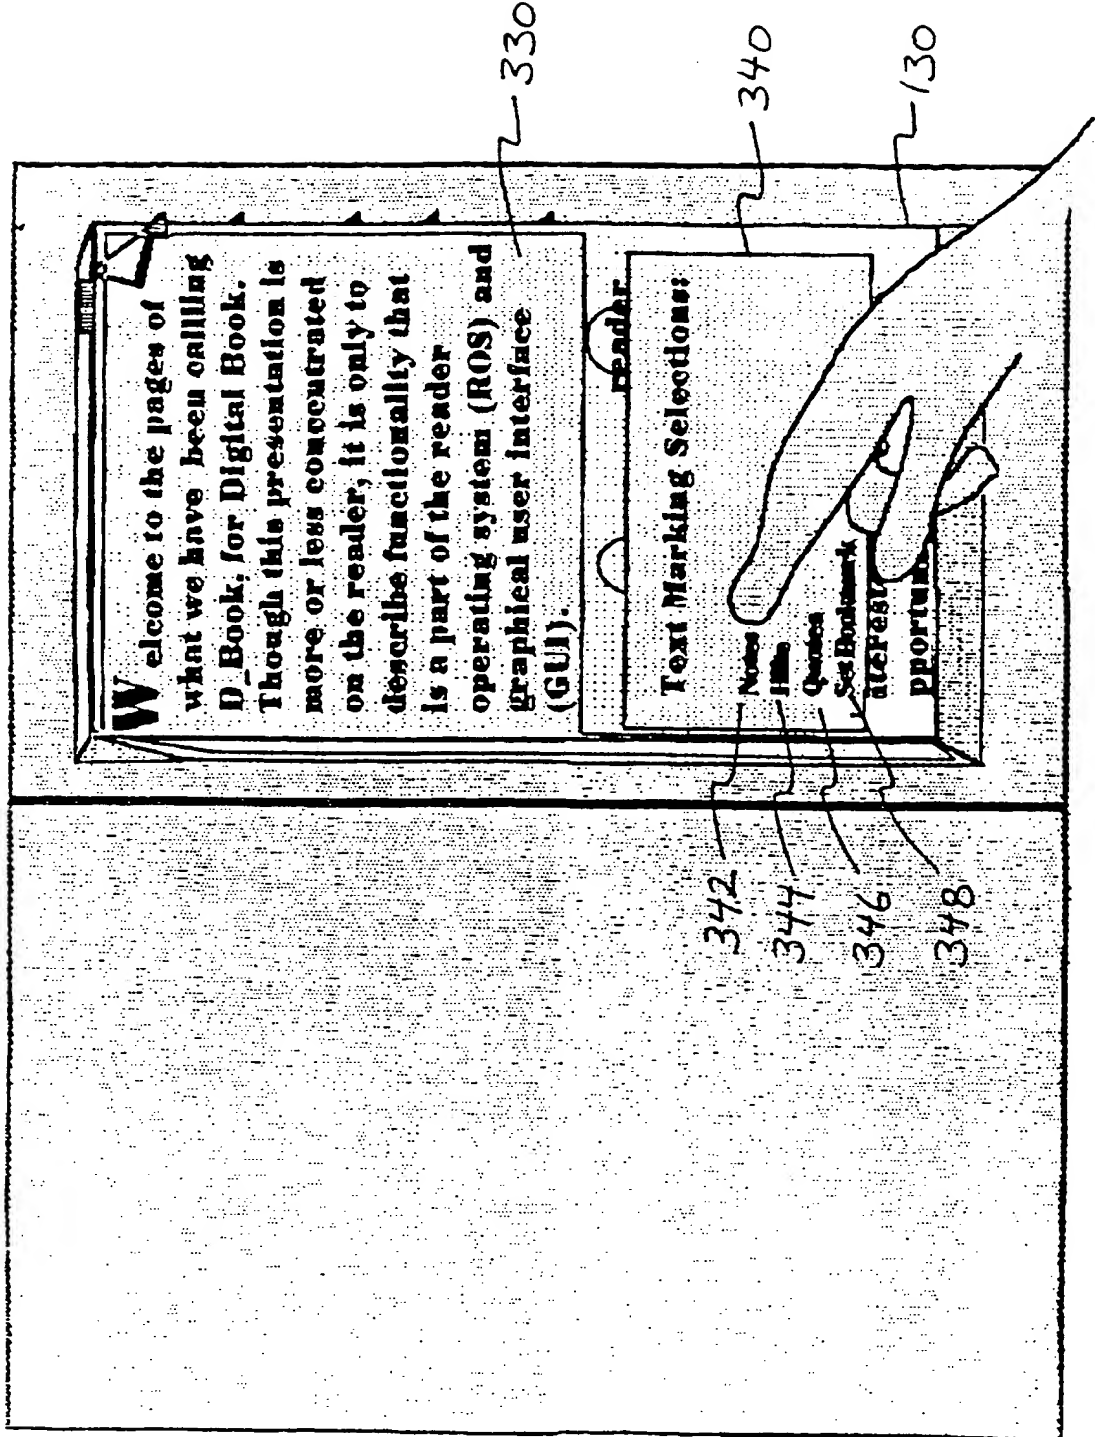 Welcome to the pages of
what we have been callling
D_Book, for Digital Book.
Though this presentation is
more or less concentrated
on the reader, it is only to
describe functionality that
is a part of the reader
operating system (ROS) and
graphical user interface
(GUI).
330
reader
Text Marking Selections:
340
Notes
Quotes
Set Bookmark
130
342
344
346
348